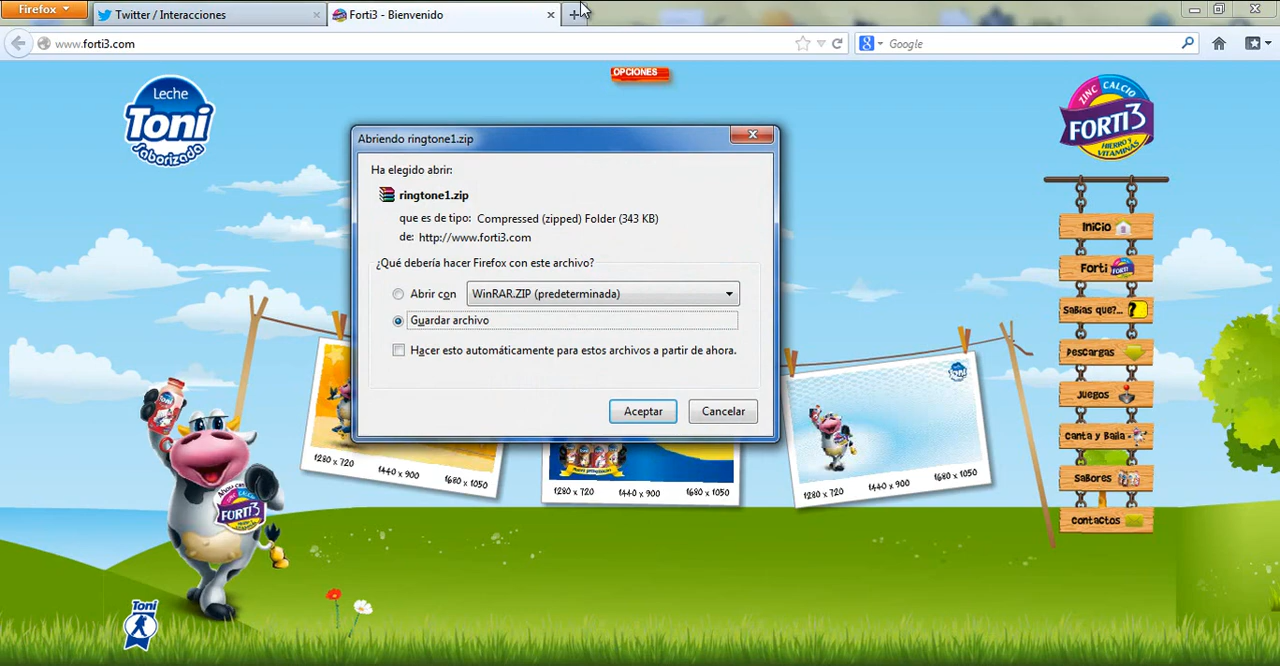 Firefox
Twitter / Interacciones
Forti3 - Bienvenido
www.forti3.com
Google
OPCIONES
Leche
Toni
Saborizada
ZINC CALCIO
FORTI3
HIERRO Y
VITAMINAS
Abriendo ringtone1.zip
Ha elegido abrir:
ringtone1.zip
que es de tipo: Compressed (zipped) Folder (343 KB)
de: http://www.forti3.com
¿Qué debería hacer Firefox con este archivo?
Abrir con WinRAR.ZIP (predeterminada)
Guardar archivo
Hacer esto automáticamente para estos archivos a partir de ahora.
Aceptar
Cancelar
Inicio
Forti
Sabias que?...
Descargas
Juegos
Canta y Baila
Sabores
Contactos
1280 x 720
1440 x 900
1680 x 1050
1280 x 720
1440 x 900
1680 x 1050
1280 x 720
1440 x 900
1680 x 1050
ZINC CALCIO
FORTI3
Toni